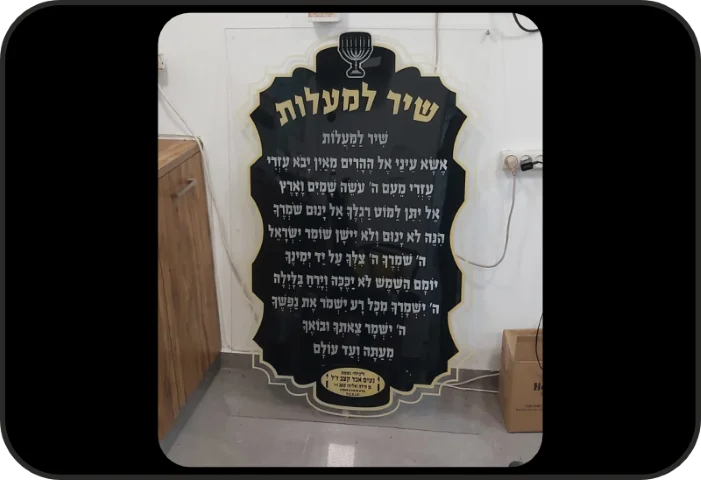 שיר למעלות
שִׁיר לַמַּעֲלוֹת
אֶשָּׂא עֵינַי אֶל הֶהָרִים מֵאַיִן יָבֹא עֶזְרִי
עֶזְרִי מֵעִם ה' עֹשֵׂה שָׁמַיִם וָאָרֶץ
אַל יִתֵּן לַמּוֹט רַגְלֶךָ אַל יָנוּם שֹׁמְרֶךָ
הִנֵּה לֹא יָנוּם וְלֹא יִישָׁן שׁוֹמֵר יִשְׂרָאֵל
ה' שֹׁמְרֶךָ ה' צִלְּךָ עַל יַד יְמִינֶךָ
יוֹמָם הַשֶּׁמֶשׁ לֹא יַכֶּכָּה וְיָרֵחַ בַּלָּיְלָה
ה' יִשְׁמָרְךָ מִכָּל רָע יִשְׁמֹר אֶת נַפְשֶׁךָ
ה' יִשְׁמָר צֵאתְךָ וּבוֹאֶךָ
מֵעַתָּה וְעַד עוֹלָם